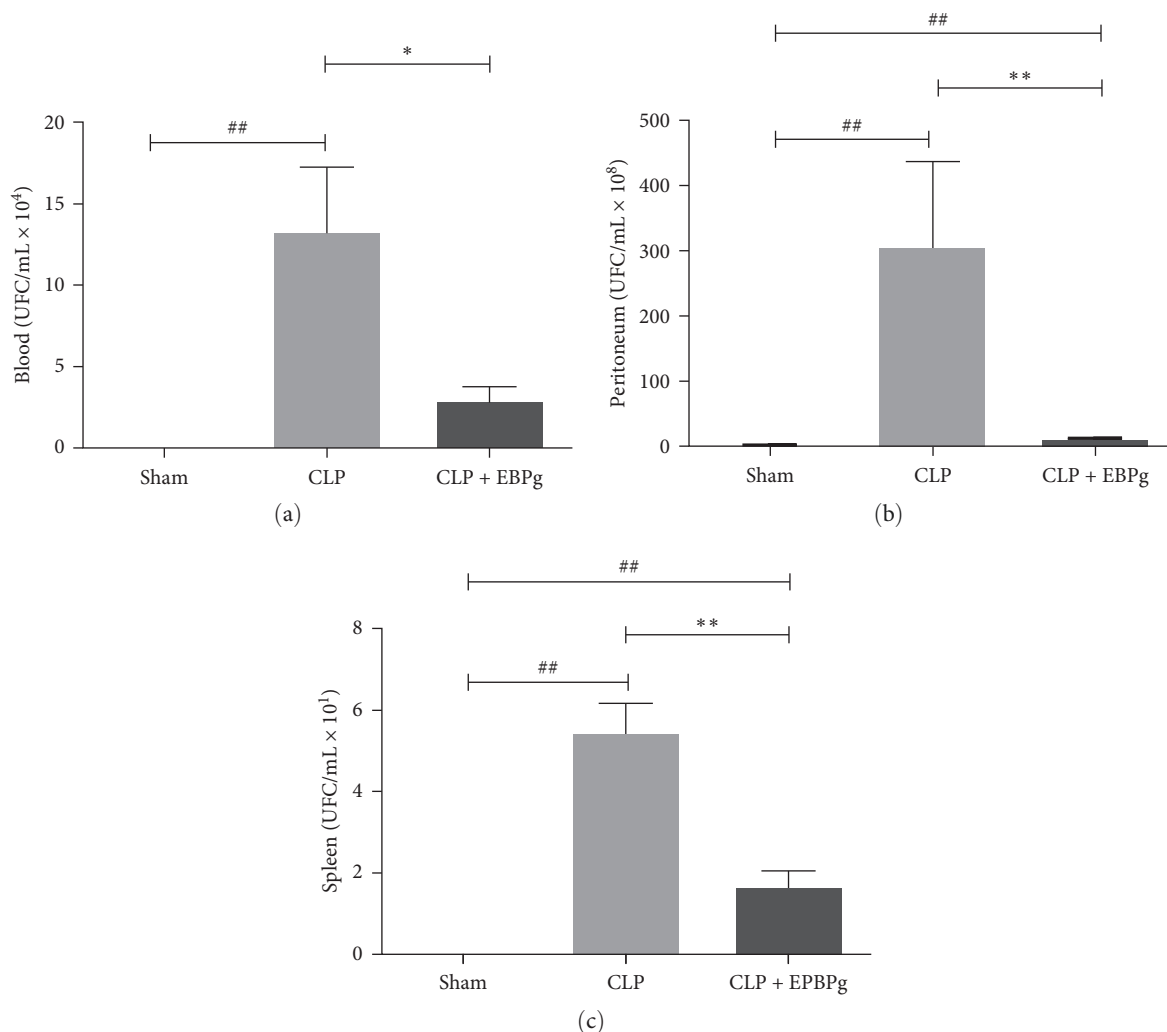 ##
*
**
##
##
20
15
10
5
0
Blood (UFC/mL × 10⁴)
Sham CLP CLP + EBPg
(a)
500
400
300
200
100
0
Peritoneum (UFC/mL × 10⁸)
Sham CLP CLP + EBPg
(b)
##
**
##
8
6
4
2
0
Spleen (UFC/mL × 10¹)
Sham CLP CLP + EPBPg
(c)